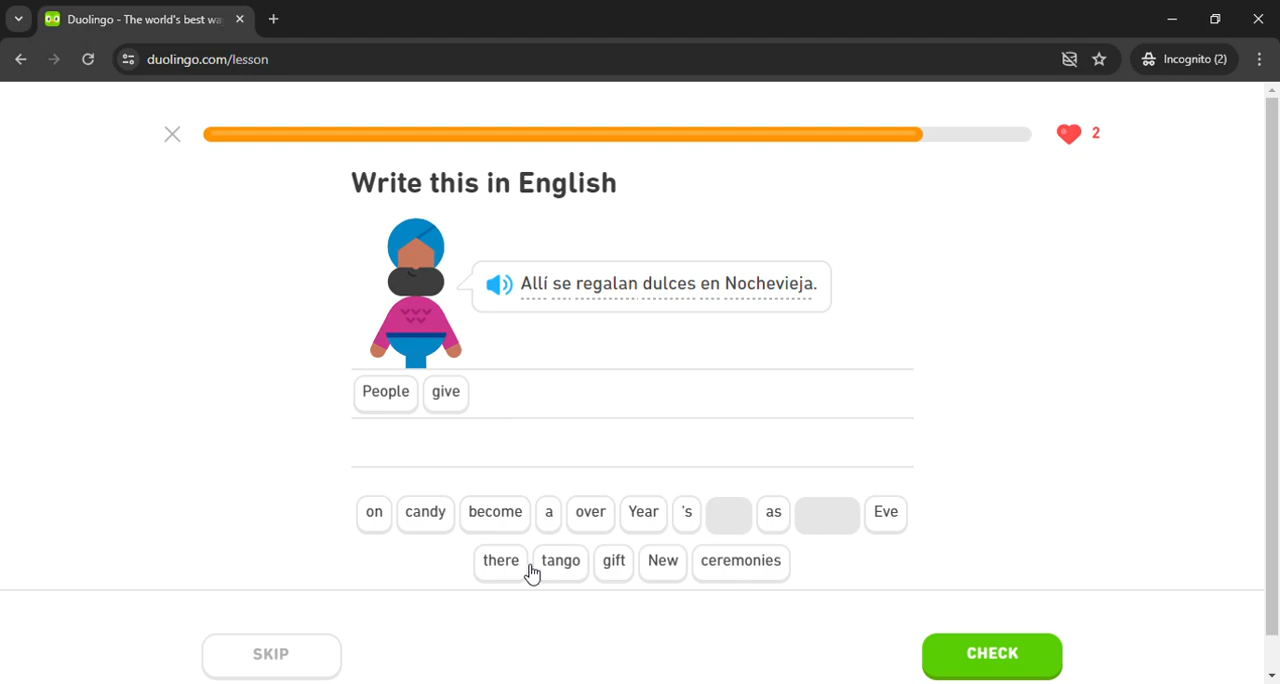 Duolingo - The world's best wa
duolingo.com/lesson
Incognito (2)
2
Write this in English
Allí se regalan dulces en Nochevieja.
People give
on candy become a over Year 's as Eve
there tango gift New ceremonies
SKIP
CHECK